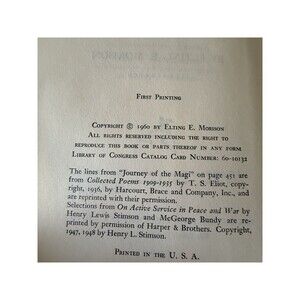 First Printing
Copyright © 1960 by Elting E. Morison
All rights reserved including the right to
reproduce this book or parts thereof in any form
Library of Congress Catalog Card Number: 60-10132
The lines from "Journey of the Magi" on page 451 are from
Collected Poems 1909-1935 by T. S. Eliot, copy-
right, 1936, by Harcourt, Brace and Company, Inc., and
are reprinted with their permission.
Selections from On Active Service in Peace and War by
Henry Lewis Stimson and McGeorge Bundy are re-
printed by permission of Harper & Brothers. Copyright,
1947, 1948 by Henry L. Stimson.
Printed in the U. S. A.